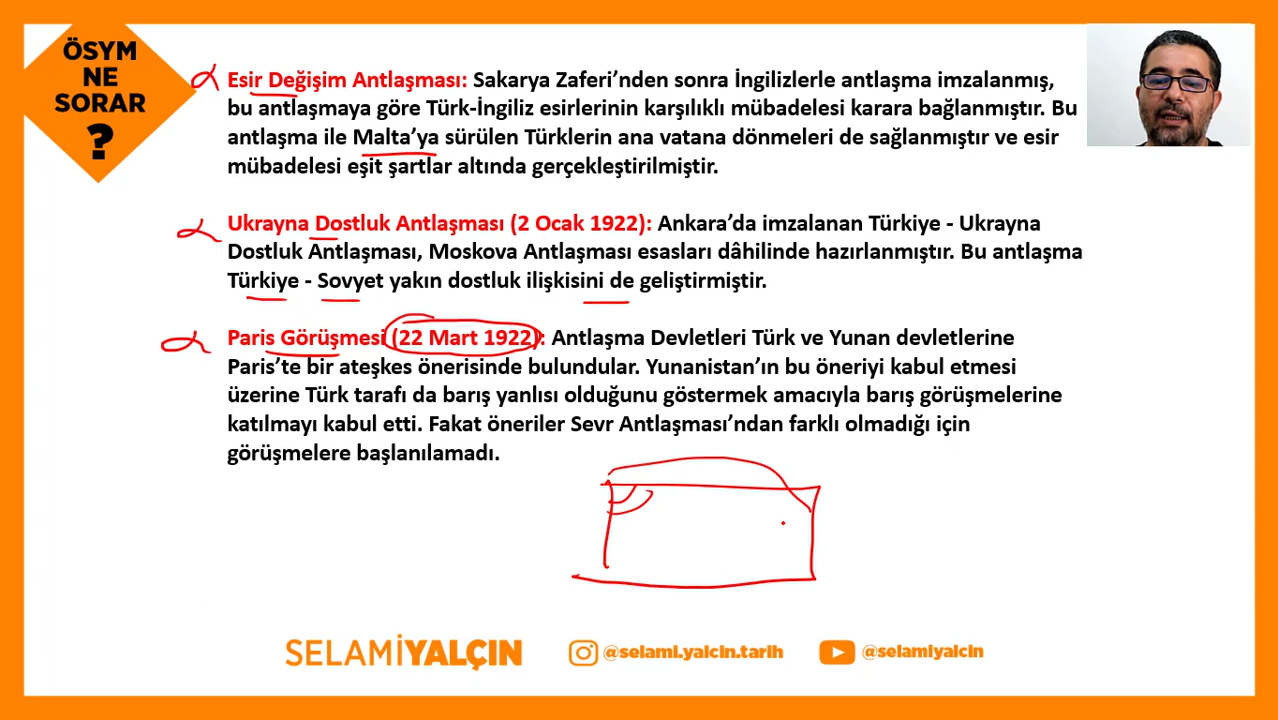 ÖSYM
NE
SORAR
?
Esir Değişim Antlaşması: Sakarya Zaferi’nden sonra İngilizlerle antlaşma imzalanmış,
bu antlaşmaya göre Türk-İngiliz esirlerinin karşılıklı mübadelesi karara bağlanmıştır. Bu
antlaşma ile Malta’ya sürülen Türklerin ana vatana dönmeleri de sağlanmıştır ve esir
mübadelesi eşit şartlar altında gerçekleştirilmiştir.
Ukrayna Dostluk Antlaşması (2 Ocak 1922): Ankara’da imzalanan Türkiye - Ukrayna
Dostluk Antlaşması, Moskova Antlaşması esasları dâhilinde hazırlanmıştır. Bu antlaşma
Türkiye - Sovyet yakın dostluk ilişkisini de geliştirmiştir.
Paris Görüşmesi (22 Mart 1922): Antlaşma Devletleri Türk ve Yunan devletlerine
Paris’te bir ateşkes önerisinde bulundular. Yunanistan’ın bu öneriyi kabul etmesi
üzerine Türk tarafı da barış yanlısı olduğunu göstermek amacıyla barış görüşmelerine
katılmayı kabul etti. Fakat öneriler Sevr Antlaşması’ndan farklı olmadığı için
görüşmelere başlanılamadı.
SELAMİYALÇIN @selami.yalcin.tarih @selamiyalcin